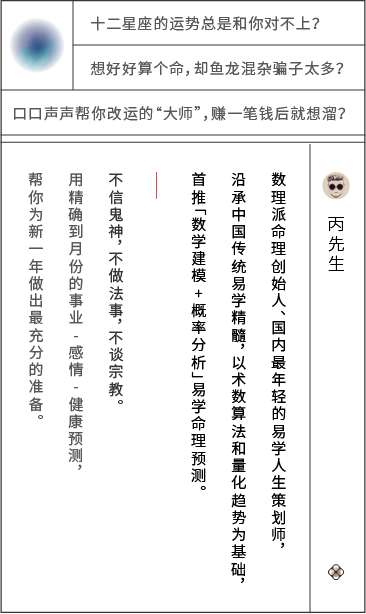 十二星座的运势总是和你对不上？
想好好算个命，却鱼龙混杂骗子太多？
口口声声帮你改运的“大师”，赚一笔钱后就想溜？
丙先生
数理派命理创始人、国内最年轻的易学人生策划师，
沿承中国传统易学精髓，以术数算法和量化趋势为基础，
首推「数学建模 + 概率分析」易学命理预测。
不信鬼神，不做法事，不谈宗教。
用精确到月份的事业 - 感情 - 健康预测，
帮你为新一年做出最充分的准备。